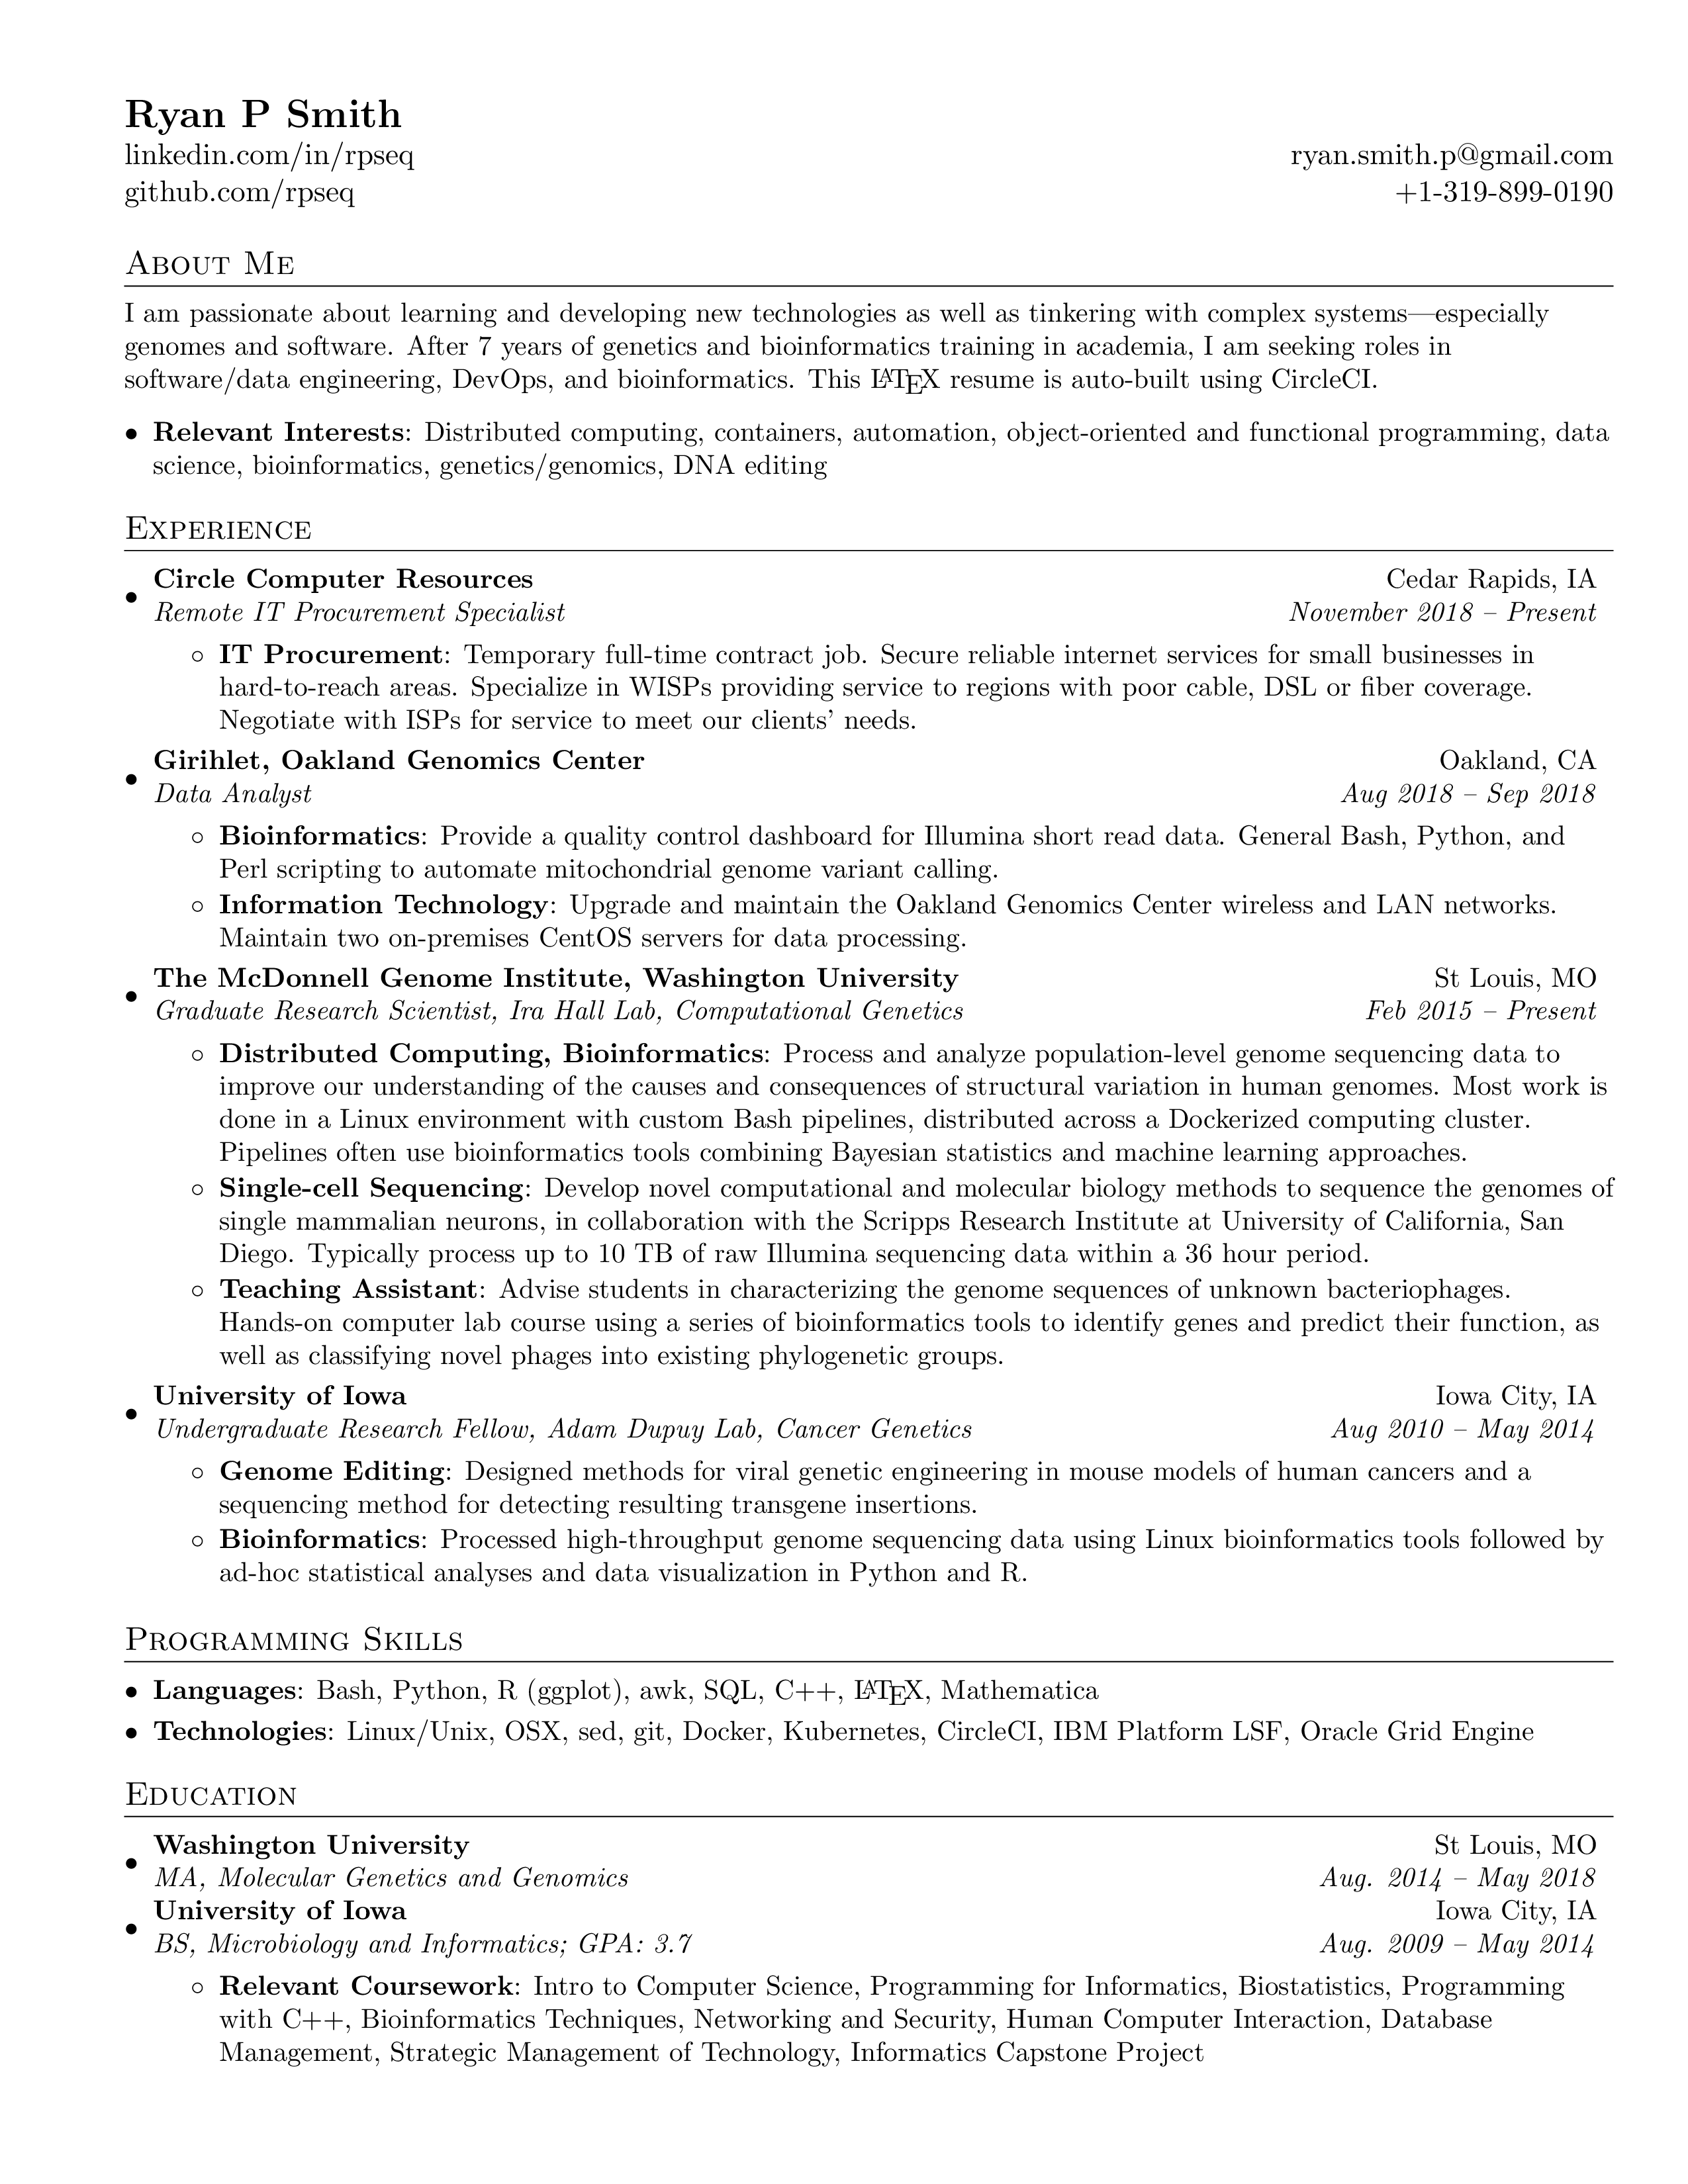 Ryan P Smith
linkedin.com/in/rpseq ryan.smith.p@gmail.com
github.com/rpseq +1-319-899-0190
About Me
I am passionate about learning and developing new technologies as well as tinkering with complex systems—especially
genomes and software. After 7 years of genetics and bioinformatics training in academia, I am seeking roles in
software/data engineering, DevOps, and bioinformatics. This LATEX resume is auto-built using CircleCI.
• Relevant Interests: Distributed computing, containers, automation, object-oriented and functional programming, data
science, bioinformatics, genetics/genomics, DNA editing
Experience
• Circle Computer Resources Cedar Rapids, IA
Remote IT Procurement Specialist November 2018 – Present
◦ IT Procurement: Temporary full-time contract job. Secure reliable internet services for small businesses in
hard-to-reach areas. Specialize in WISPs providing service to regions with poor cable, DSL or fiber coverage.
Negotiate with ISPs for service to meet our clients' needs.
• Girihlet, Oakland Genomics Center Oakland, CA
Data Analyst Aug 2018 – Sep 2018
◦ Bioinformatics: Provide a quality control dashboard for Illumina short read data. General Bash, Python, and
Perl scripting to automate mitochondrial genome variant calling.
◦ Information Technology: Upgrade and maintain the Oakland Genomics Center wireless and LAN networks.
Maintain two on-premises CentOS servers for data processing.
• The McDonnell Genome Institute, Washington University St Louis, MO
Graduate Research Scientist, Ira Hall Lab, Computational Genetics Feb 2015 – Present
◦ Distributed Computing, Bioinformatics: Process and analyze population-level genome sequencing data to
improve our understanding of the causes and consequences of structural variation in human genomes. Most work is
done in a Linux environment with custom Bash pipelines, distributed across a Dockerized computing cluster.
Pipelines often use bioinformatics tools combining Bayesian statistics and machine learning approaches.
◦ Single-cell Sequencing: Develop novel computational and molecular biology methods to sequence the genomes of
single mammalian neurons, in collaboration with the Scripps Research Institute at University of California, San
Diego. Typically process up to 10 TB of raw Illumina sequencing data within a 36 hour period.
◦ Teaching Assistant: Advise students in characterizing the genome sequences of unknown bacteriophages.
Hands-on computer lab course using a series of bioinformatics tools to identify genes and predict their function, as
well as classifying novel phages into existing phylogenetic groups.
• University of Iowa Iowa City, IA
Undergraduate Research Fellow, Adam Dupuy Lab, Cancer Genetics Aug 2010 – May 2014
◦ Genome Editing: Designed methods for viral genetic engineering in mouse models of human cancers and a
sequencing method for detecting resulting transgene insertions.
◦ Bioinformatics: Processed high-throughput genome sequencing data using Linux bioinformatics tools followed by
ad-hoc statistical analyses and data visualization in Python and R.
Programming Skills
• Languages: Bash, Python, R (ggplot), awk, SQL, C++, LATEX, Mathematica
• Technologies: Linux/Unix, OSX, sed, git, Docker, Kubernetes, CircleCI, IBM Platform LSF, Oracle Grid Engine
Education
• Washington University St Louis, MO
MA, Molecular Genetics and Genomics Aug. 2014 – May 2018
• University of Iowa Iowa City, IA
BS, Microbiology and Informatics; GPA: 3.7 Aug. 2009 – May 2014
◦ Relevant Coursework: Intro to Computer Science, Programming for Informatics, Biostatistics, Programming
with C++, Bioinformatics Techniques, Networking and Security, Human Computer Interaction, Database
Management, Strategic Management of Technology, Informatics Capstone Project